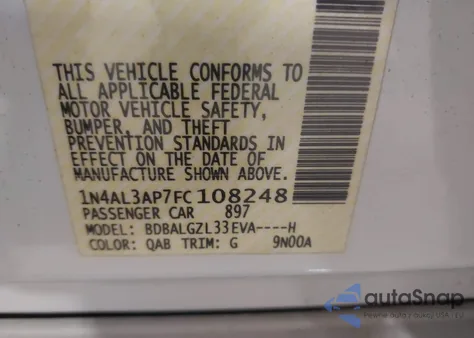 THIS VEHICLE CONFORMS TO
ALL APPLICABLE FEDERAL
MOTOR VEHICLE SAFETY,
BUMPER, AND THEFT
PREVENTION STANDARDS IN
EFFECT ON THE DATE OF
MANUFACTURE SHOWN ABOVE.
1N4AL3AP7FC108248
PASSENGER CAR 897
MODEL: BDBALGZL33EVA----H
COLOR: QAB TRIM: G 9N00A
autoSnap